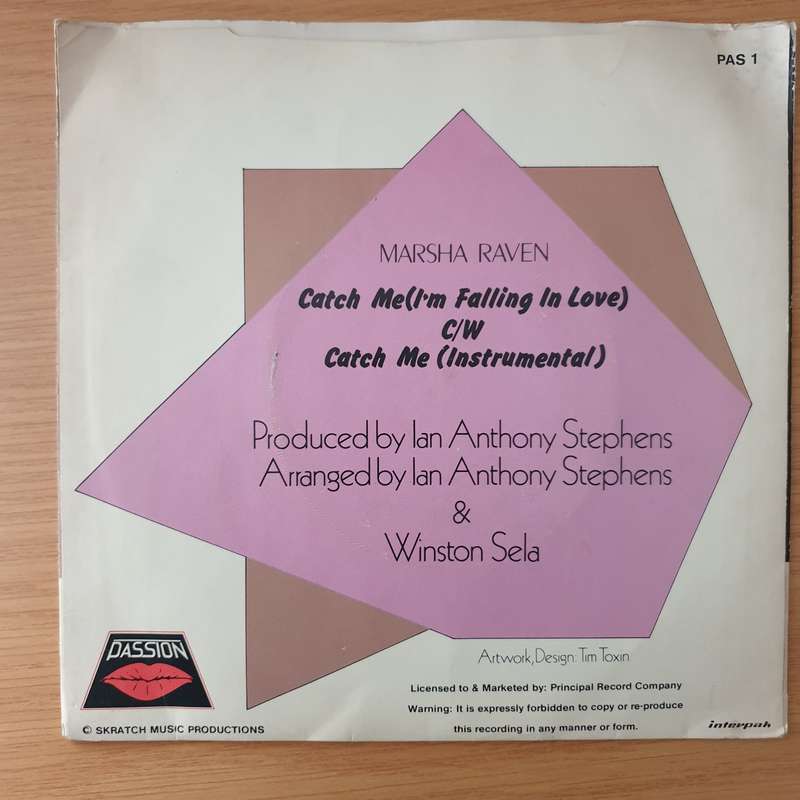 PAS 1
MARSHA RAVEN
Catch Me (I'm Falling In Love)
C/W
Catch Me (Instrumental)
Produced by Ian Anthony Stephens
Arranged by Ian Anthony Stephens
&
Winston Sela
Artwork, Design: Tim Toxin
PASSION
Licensed to & Marketed by: Principal Record Company
Warning: It is expressly forbidden to copy or re-produce
this recording in any manner or form.
© SKRATCH MUSIC PRODUCTIONS
interpak